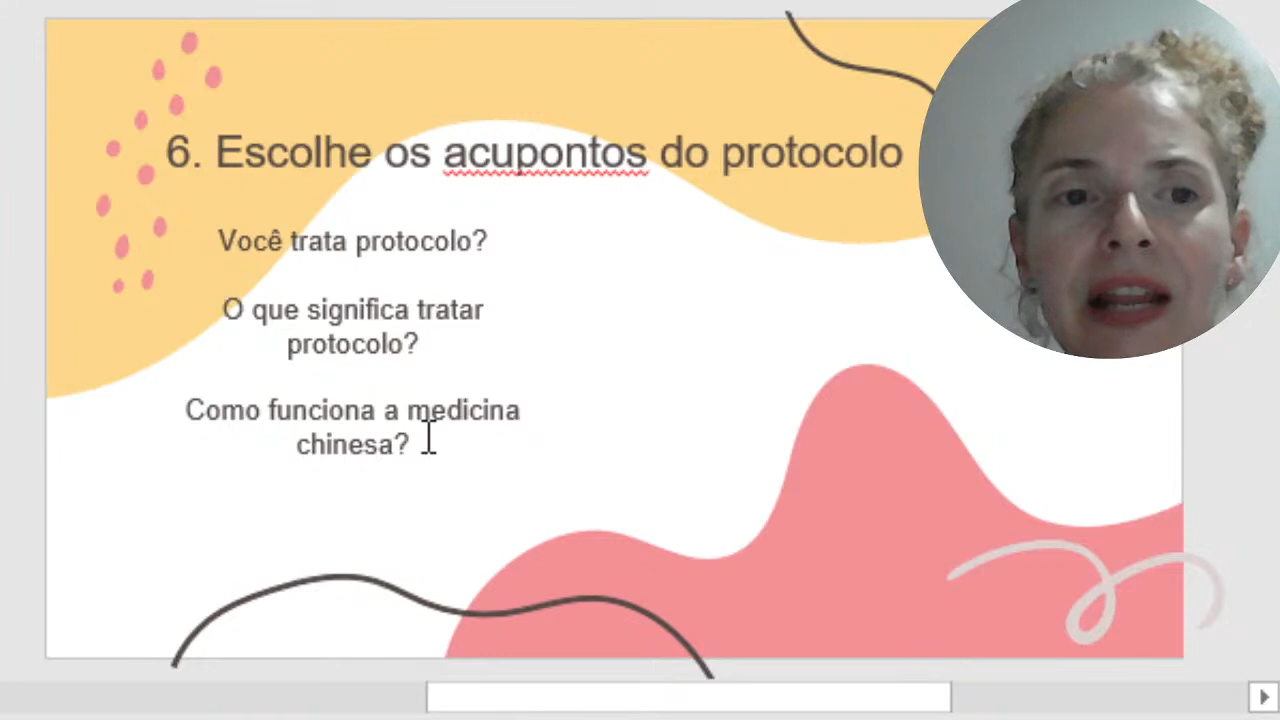 6. Escolhe os acupontos do protocolo
Você trata protocolo?
O que significa tratar
protocolo?
Como funciona a medicina
chinesa?